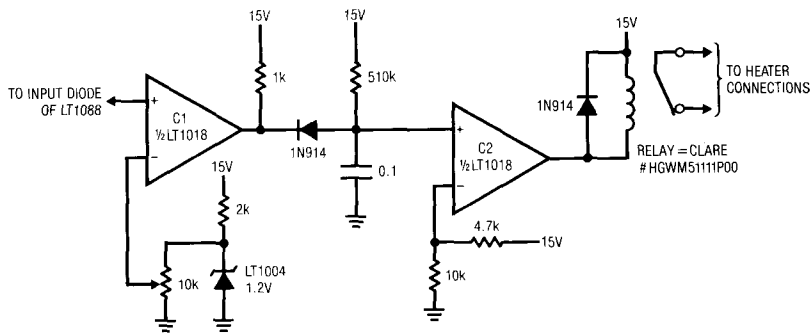 15V
15V
15V
1k
510k
TO INPUT DIODE
OF LT1088
+
C1
½LT1018
−
1N914
0.1
15V
2k
10k
LT1004
1.2V
+
C2
½LT1018
−
4.7k
15V
10k
1N914
TO HEATER
CONNECTIONS
RELAY = CLARE
#HGWM51111P00